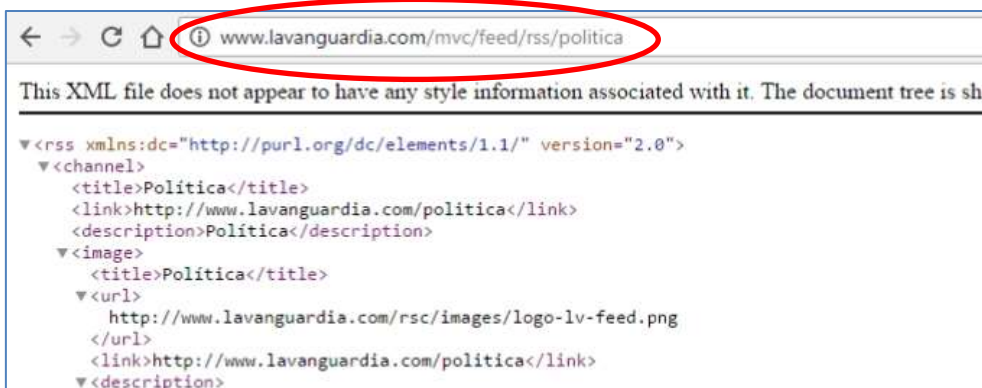 www.lavanguardia.com/mvc/feed/rss/politica
This XML file does not appear to have any style information associated with it. The document tree is sh
▼<rss xmlns:dc="http://purl.org/dc/elements/1.1/" version="2.0">
▼<channel>
<title>Política</title>
<link>http://www.lavanguardia.com/politica</link>
<description>Política</description>
▼<image>
<title>Política</title>
▼<url>
http://www.lavanguardia.com/rsc/images/logo-lv-feed.png
</url>
<link>http://www.lavanguardia.com/politica</link>
▼<description>